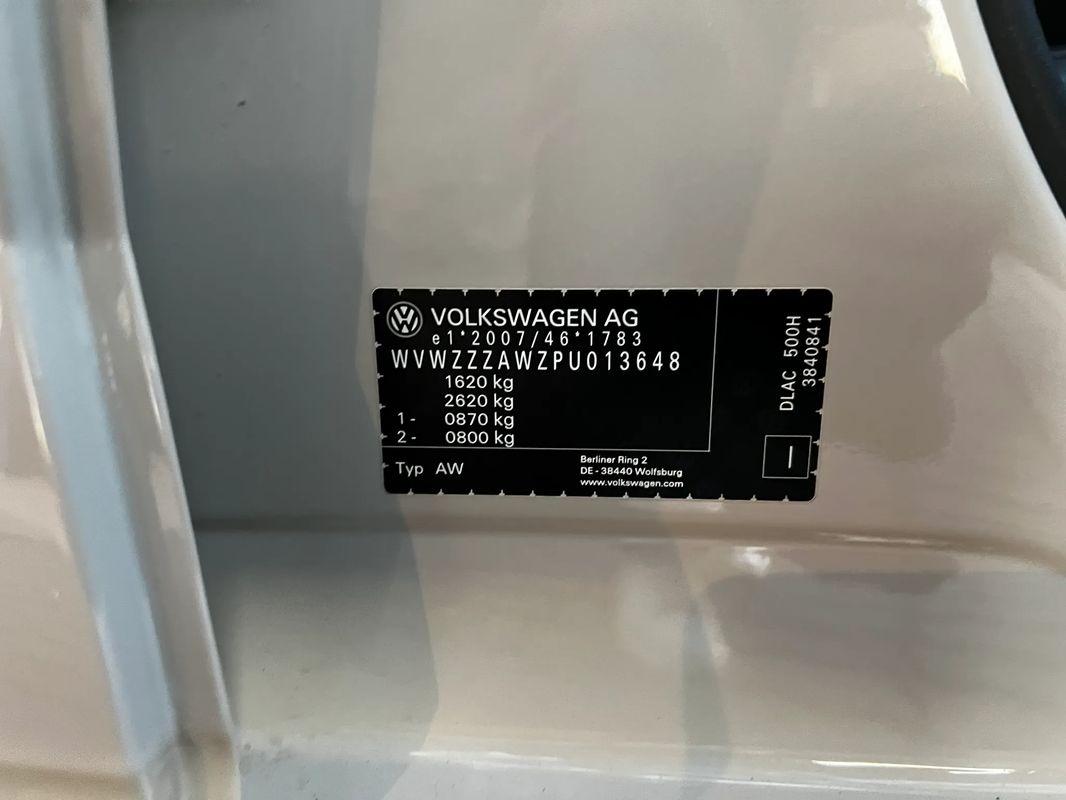 VOLKSWAGEN AG
e1*2007/46*1783
WVWZZZAWZPU013648
1620 kg
2620 kg
1- 0870 kg
2- 0800 kg
Typ AW
Berliner Ring 2
DE - 38440 Wolfsburg
www.volkswagen.com
DLAC 500H
3840841
I